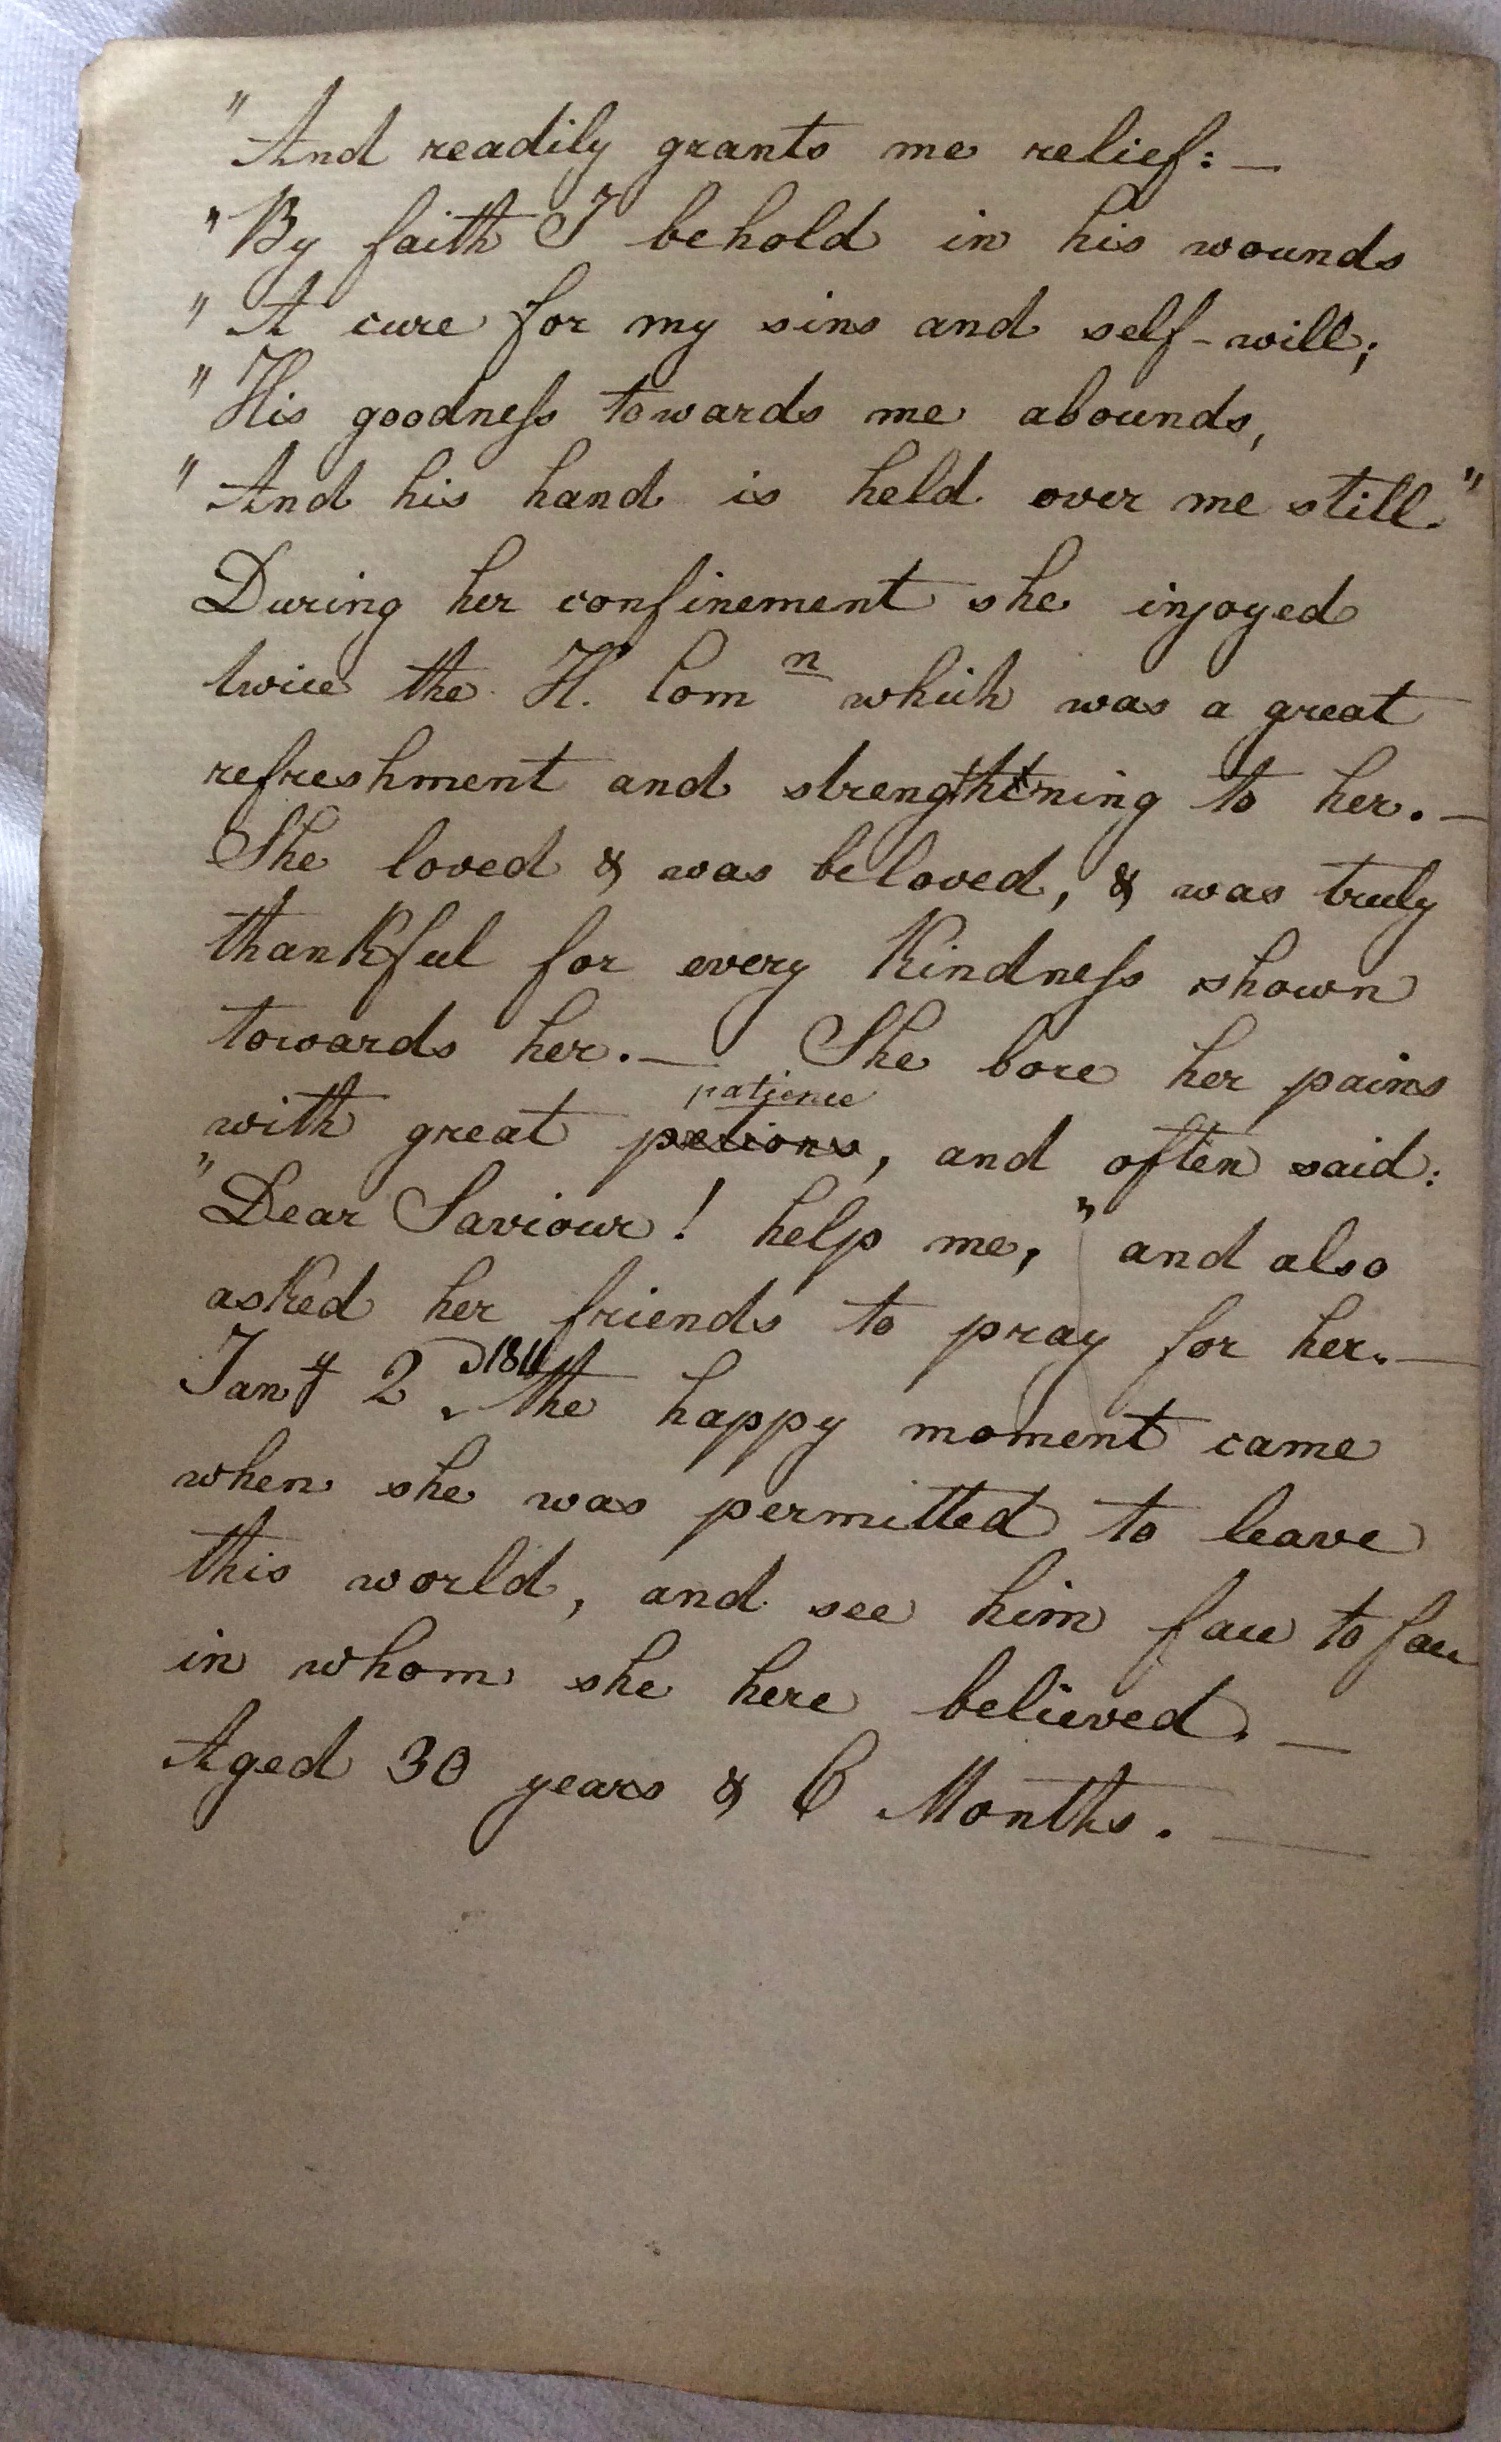 "And readily grants me relief:—
"By faith I behold in his wounds
"A cure for my sins and self-will;
"His goodneſs towards me abounds,
"And his hand is held over me still."
During her confinement she injoyed
twice the H. Comn which was a great
refreshment and strengthening to her.—
She loved & was beloved, & was truly
thankful for every Kindneſs shown
towards her.— She bore her pains
patience
with great , and often said:
"Dear Saviour! help me," and also
asked her friends to pray for her.—
Jany 2d 1811 the happy moment came
when she was permitted to leave
this world, and see him face to face
in whom she here believed.—
Aged 30 years & 6 Months.—